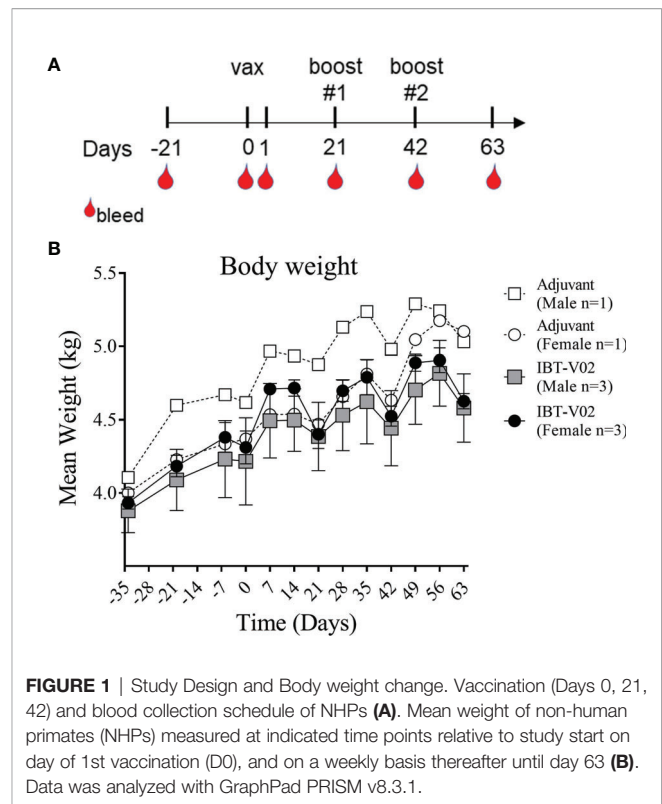 A
vax
boost
#1
boost
#2
Days
-21
0
1
21
42
63
bleed
B
Body weight
5.5
5.0
4.5
4.0
Mean Weight (kg)
-35
-28
-21
-14
-7
0
7
14
21
28
35
42
49
56
63
Time (Days)
Adjuvant
(Male n=1)
Adjuvant
(Female n=1)
IBT-V02
(Male n=3)
IBT-V02
(Female n=3)
FIGURE 1 | Study Design and Body weight change. Vaccination (Days 0, 21,
42) and blood collection schedule of NHPs (A). Mean weight of non-human
primates (NHPs) measured at indicated time points relative to study start on
day of 1st vaccination (D0), and on a weekly basis thereafter until day 63 (B).
Data was analyzed with GraphPad PRISM v8.3.1.